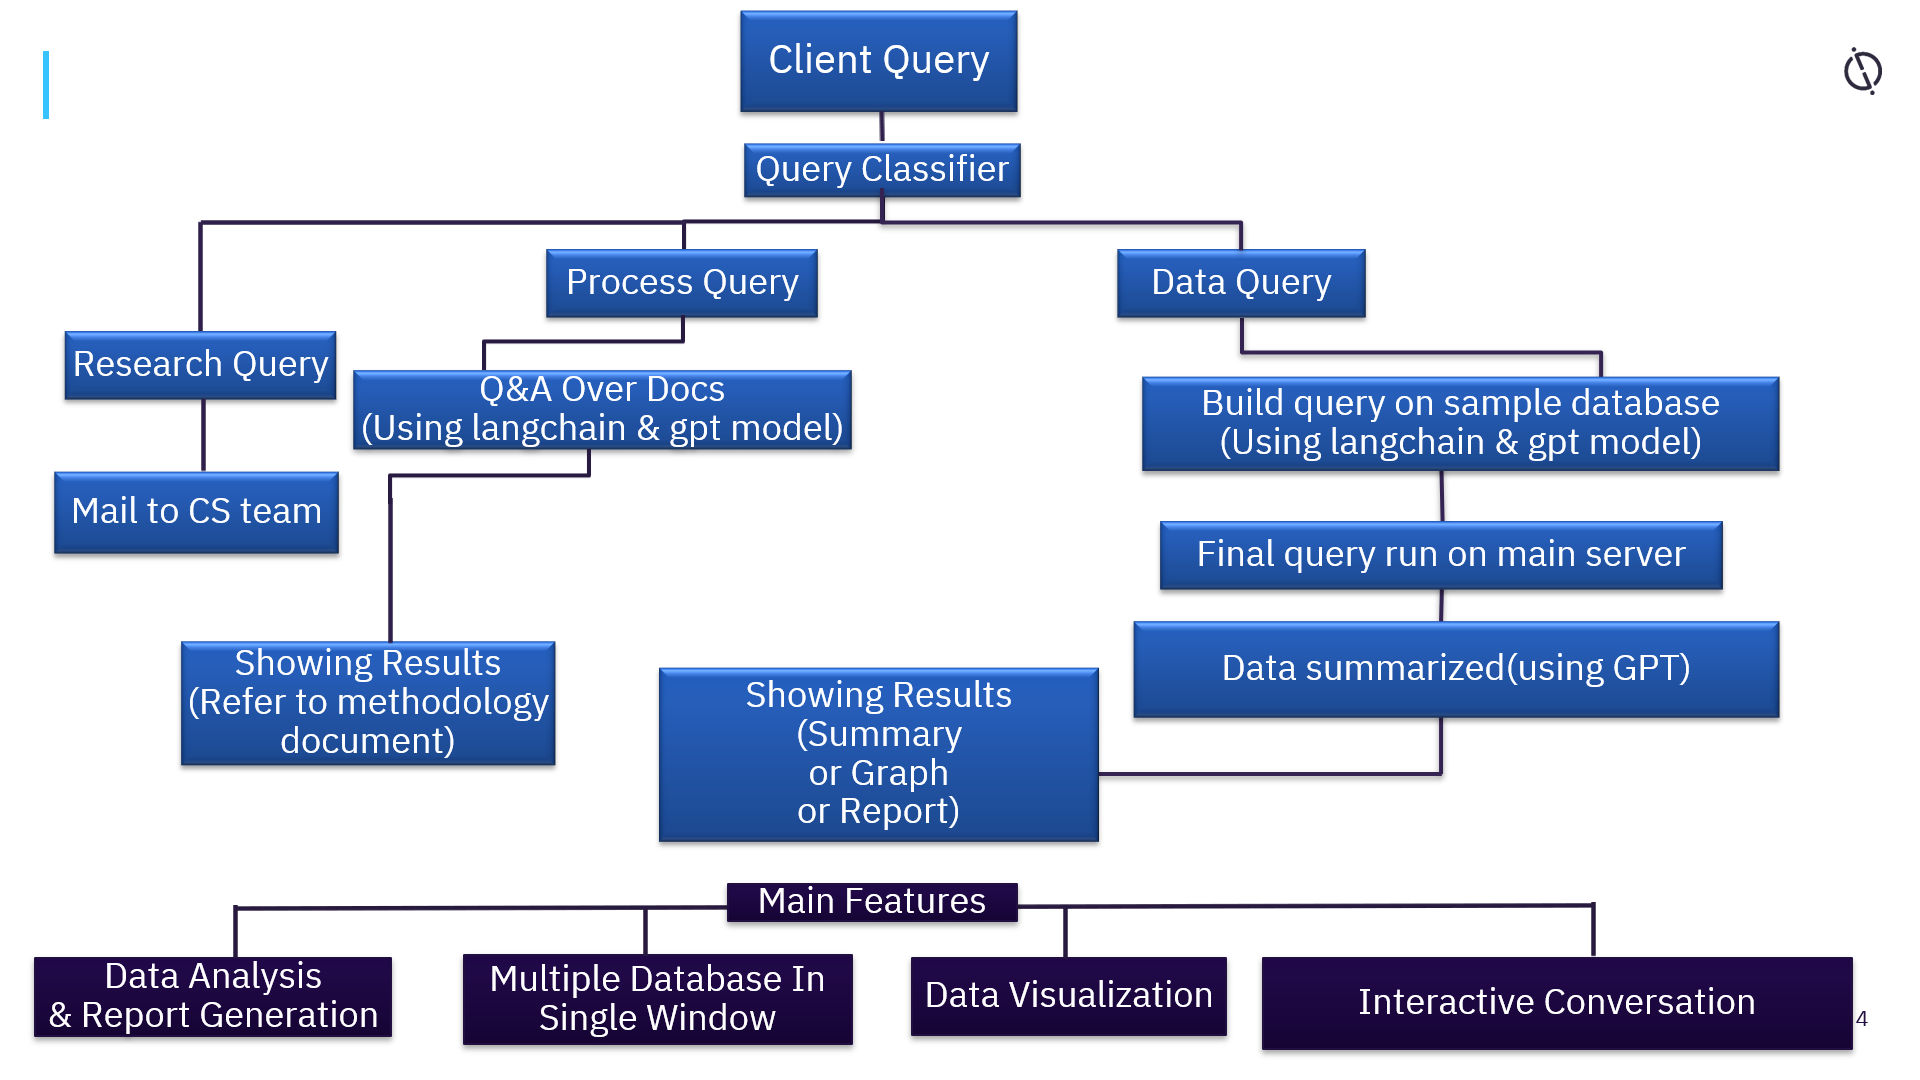 Client Query
Query Classifier
Process Query
Data Query
Research Query
Q&A Over Docs
(Using langchain & gpt model)
Build query on sample database
(Using langchain & gpt model)
Mail to CS team
Final query run on main server
Showing Results
(Refer to methodology
document)
Data summarized(using GPT)
Showing Results
(Summary
or Graph
or Report)
Main Features
Data Analysis
& Report Generation
Multiple Database In
Single Window
Data Visualization
Interactive Conversation
4